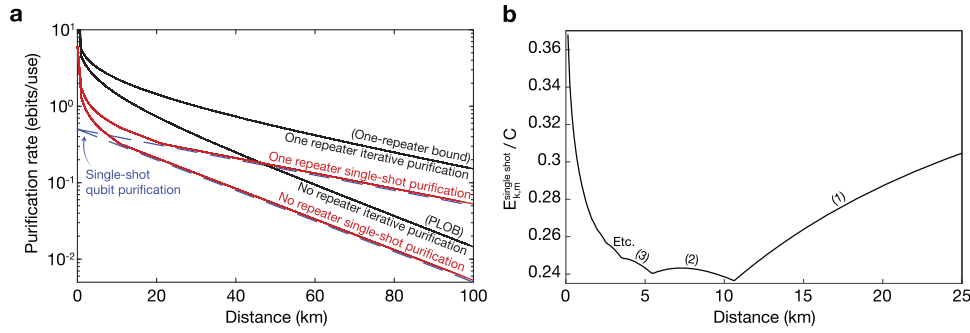 a
Purification rate (ebits/use)
10¹
10⁰
10⁻¹
10⁻²
0
20
40
60
80
100
Distance (km)
Single-shot
qubit purification
(One-repeater bound)
One repeater iterative purification
One repeater single-shot purification
(PLOB)
No repeater iterative purification
No repeater single-shot purification
b
E_{k,m}^{single shot} / C
0.36
0.34
0.32
0.3
0.28
0.26
0.24
0
5
10
15
20
25
Distance (km)
Etc.
(3)
(2)
(1)